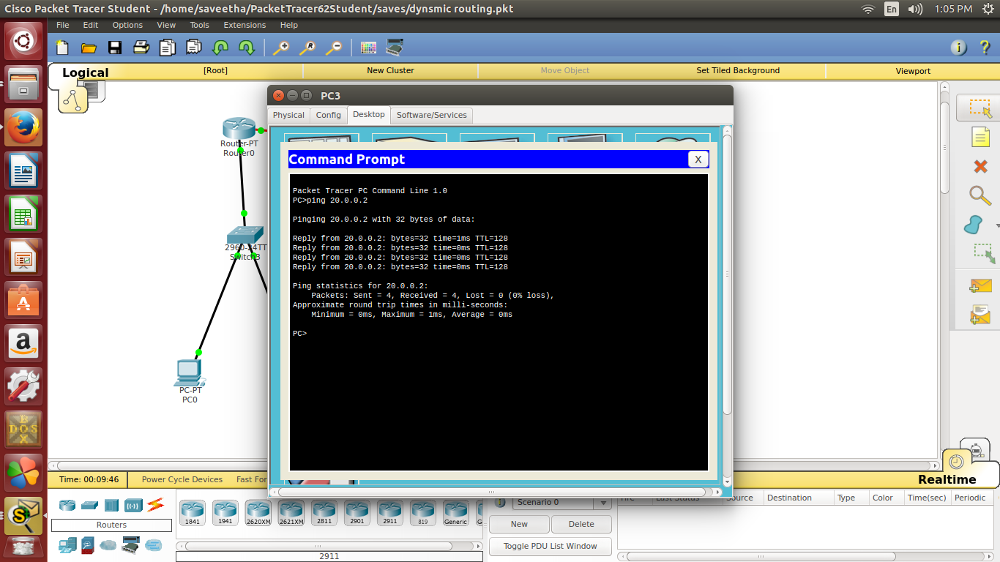 Cisco Packet Tracer Student - /home/saveetha/PacketTracer62Student/saves/dynsmic routing.pkt
En
1:05 PM
File Edit Options View Tools Extensions Help
Logical
[Root]
New Cluster
Move Object
Set Tiled Background
Viewport
PC3
Physical Config Desktop Software/Services
Command Prompt
X
Packet Tracer PC Command Line 1.0
PC>ping 20.0.0.2
Pinging 20.0.0.2 with 32 bytes of data:
Reply from 20.0.0.2: bytes=32 time=1ms TTL=128
Reply from 20.0.0.2: bytes=32 time=0ms TTL=128
Reply from 20.0.0.2: bytes=32 time=0ms TTL=128
Reply from 20.0.0.2: bytes=32 time=0ms TTL=128
Ping statistics for 20.0.0.2:
Packets: Sent = 4, Received = 4, Lost = 0 (0% loss),
Approximate round trip times in milli-seconds:
Minimum = 0ms, Maximum = 1ms, Average = 0ms
PC>
Router-PT
Router0
2960-24TT
Switch3
PC-PT
PC0
Time: 00:09:46
Power Cycle Devices
Fast For
Realtime
Routers
1841 1941 2620XM 2621XM 2811 2901 2911 819 Generic G
2911
Scenario 0
New
Delete
Toggle PDU List Window
Fire Last Status Source Destination Type Color Time(sec) Periodic